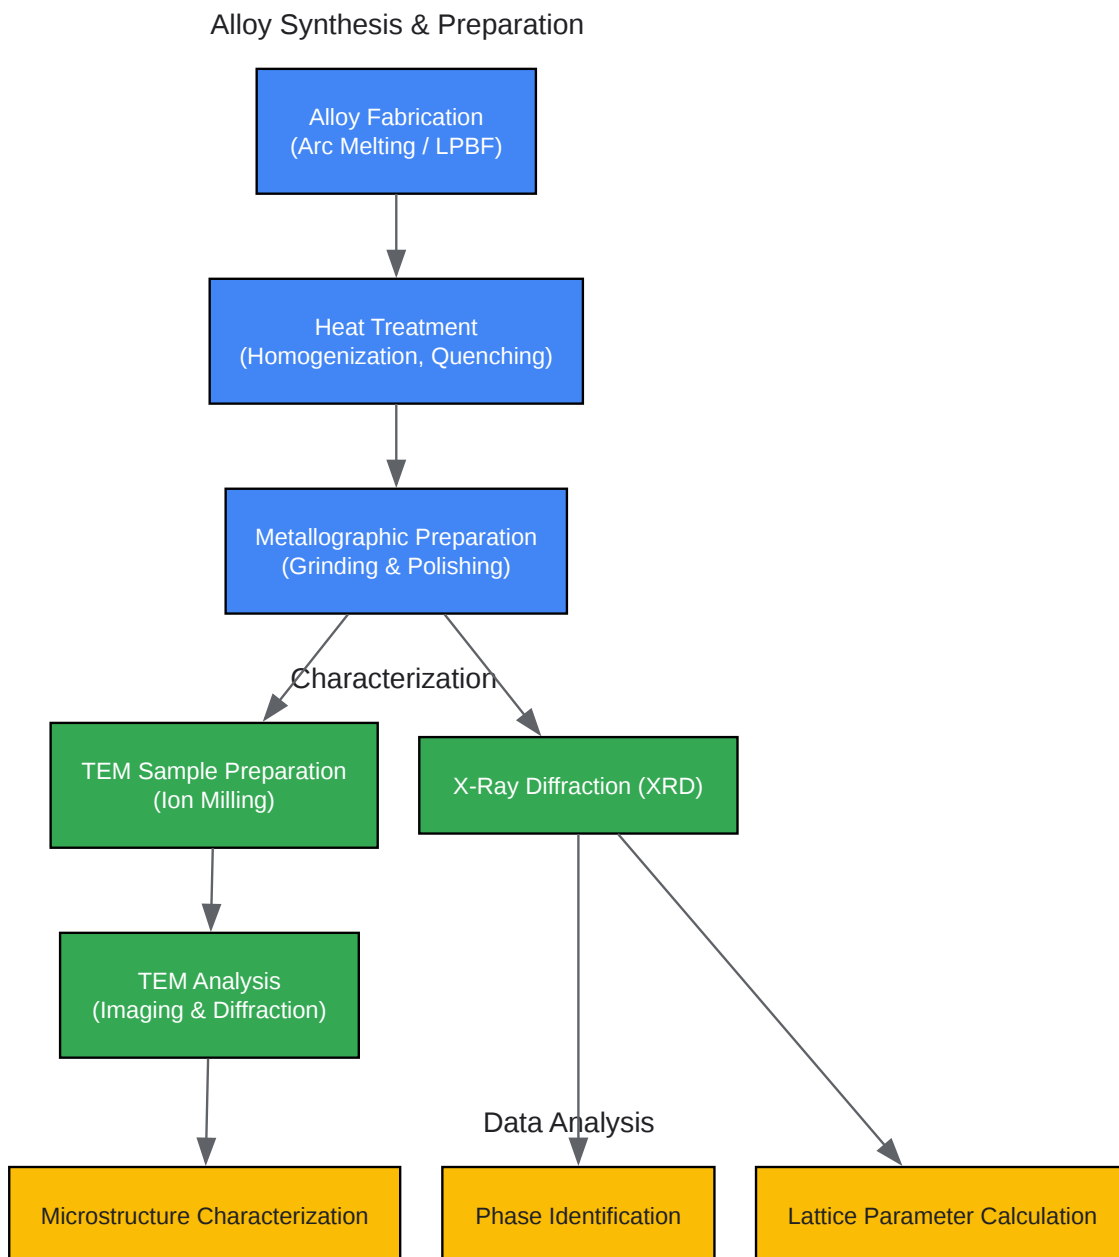 Alloy Synthesis & Preparation
Alloy Fabrication
(Arc Melting / LPBF)
Heat Treatment
(Homogenization, Quenching)
Metallographic Preparation
(Grinding & Polishing)
Characterization
TEM Sample Preparation
(Ion Milling)
X-Ray Diffraction (XRD)
TEM Analysis
(Imaging & Diffraction)
Data Analysis
Microstructure Characterization
Phase Identification
Lattice Parameter Calculation